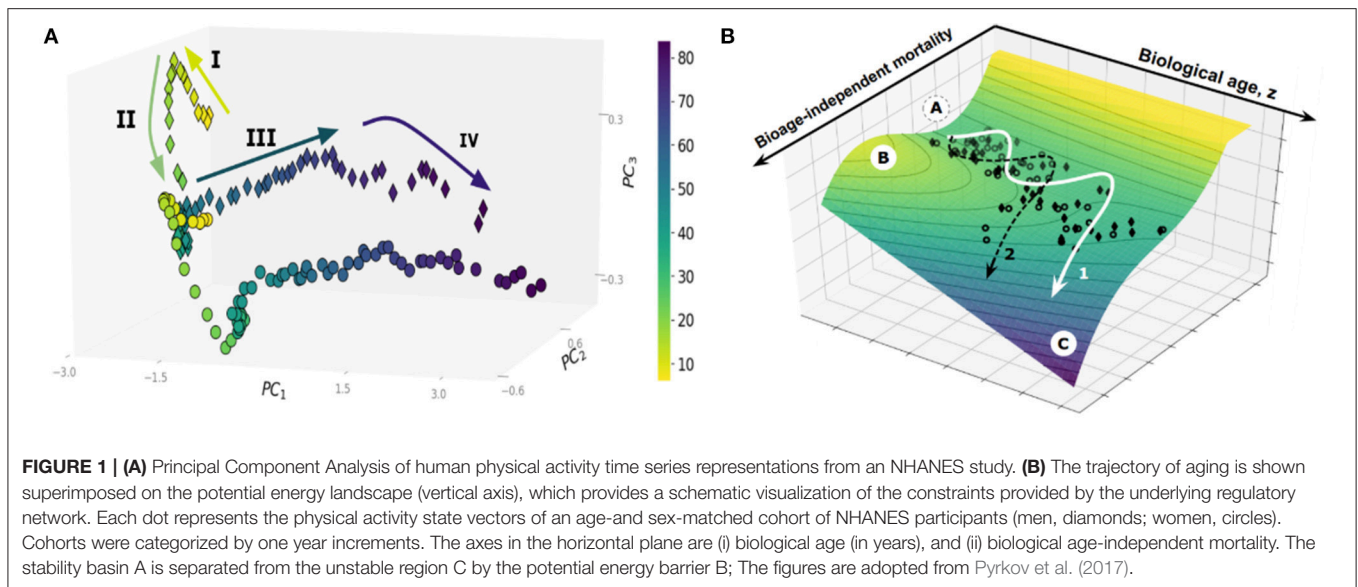 A
I
II
III
IV
0.3
PC3
-0.3
0.6
PC2
-0.6
-3.0
-1.5
PC1
1.5
3.0
80
70
60
50
40
30
20
10
B
Bioage-independent mortality
Biological age, z
A
B
2
1
C
FIGURE 1 | (A) Principal Component Analysis of human physical activity time series representations from an NHANES study. (B) The trajectory of aging is shown
superimposed on the potential energy landscape (vertical axis), which provides a schematic visualization of the constraints provided by the underlying regulatory
network. Each dot represents the physical activity state vectors of an age-and sex-matched cohort of NHANES participants (men, diamonds; women, circles).
Cohorts were categorized by one year increments. The axes in the horizontal plane are (i) biological age (in years), and (ii) biological age-independent mortality. The
stability basin A is separated from the unstable region C by the potential energy barrier B; The figures are adopted from Pyrkov et al. (2017).